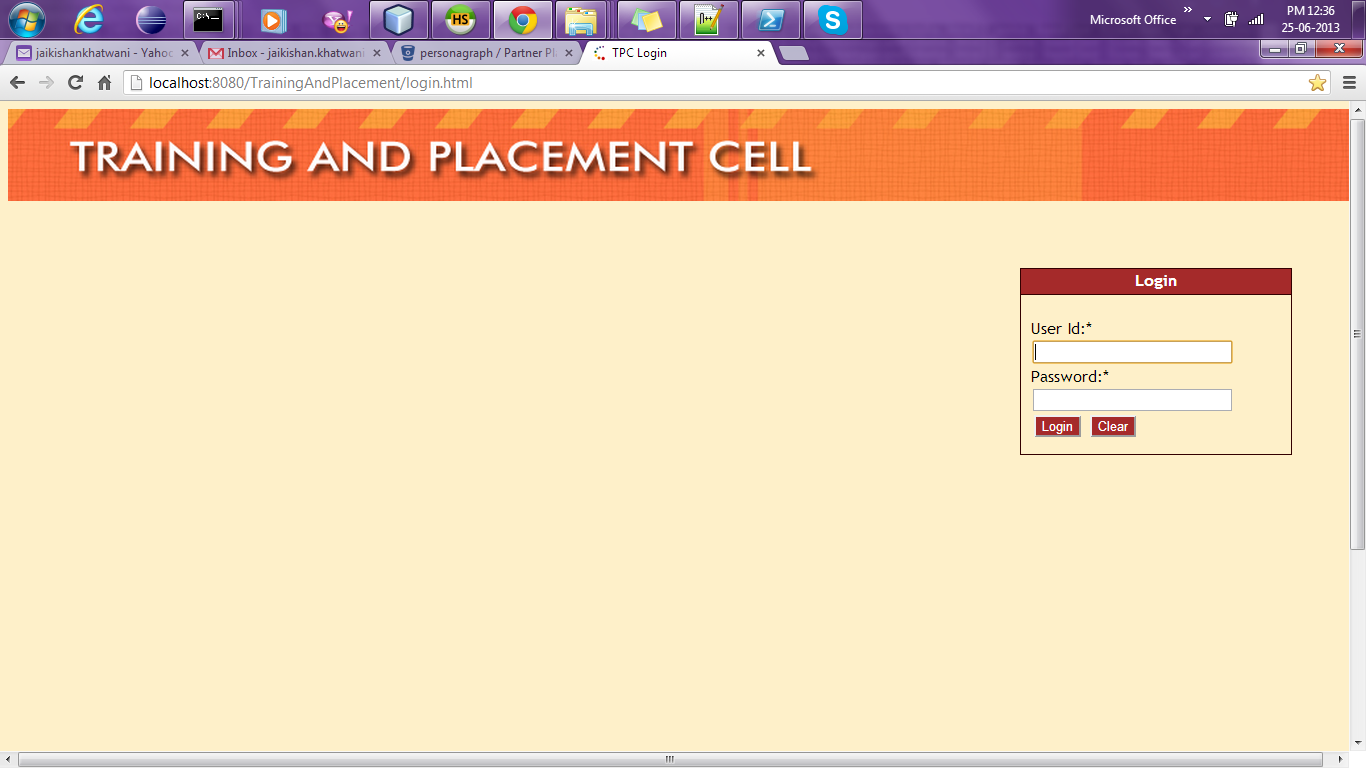 C:\_
HS
Microsoft Office
PM 12:36
25-06-2013
jaikishankhatwani - Yahoo
Inbox - jaikishan.khatwani
personagraph / Partner Pl
TPC Login
localhost:8080/TrainingAndPlacement/login.html
TRAINING AND PLACEMENT CELL
Login
User Id:*
Password:*
Login
Clear